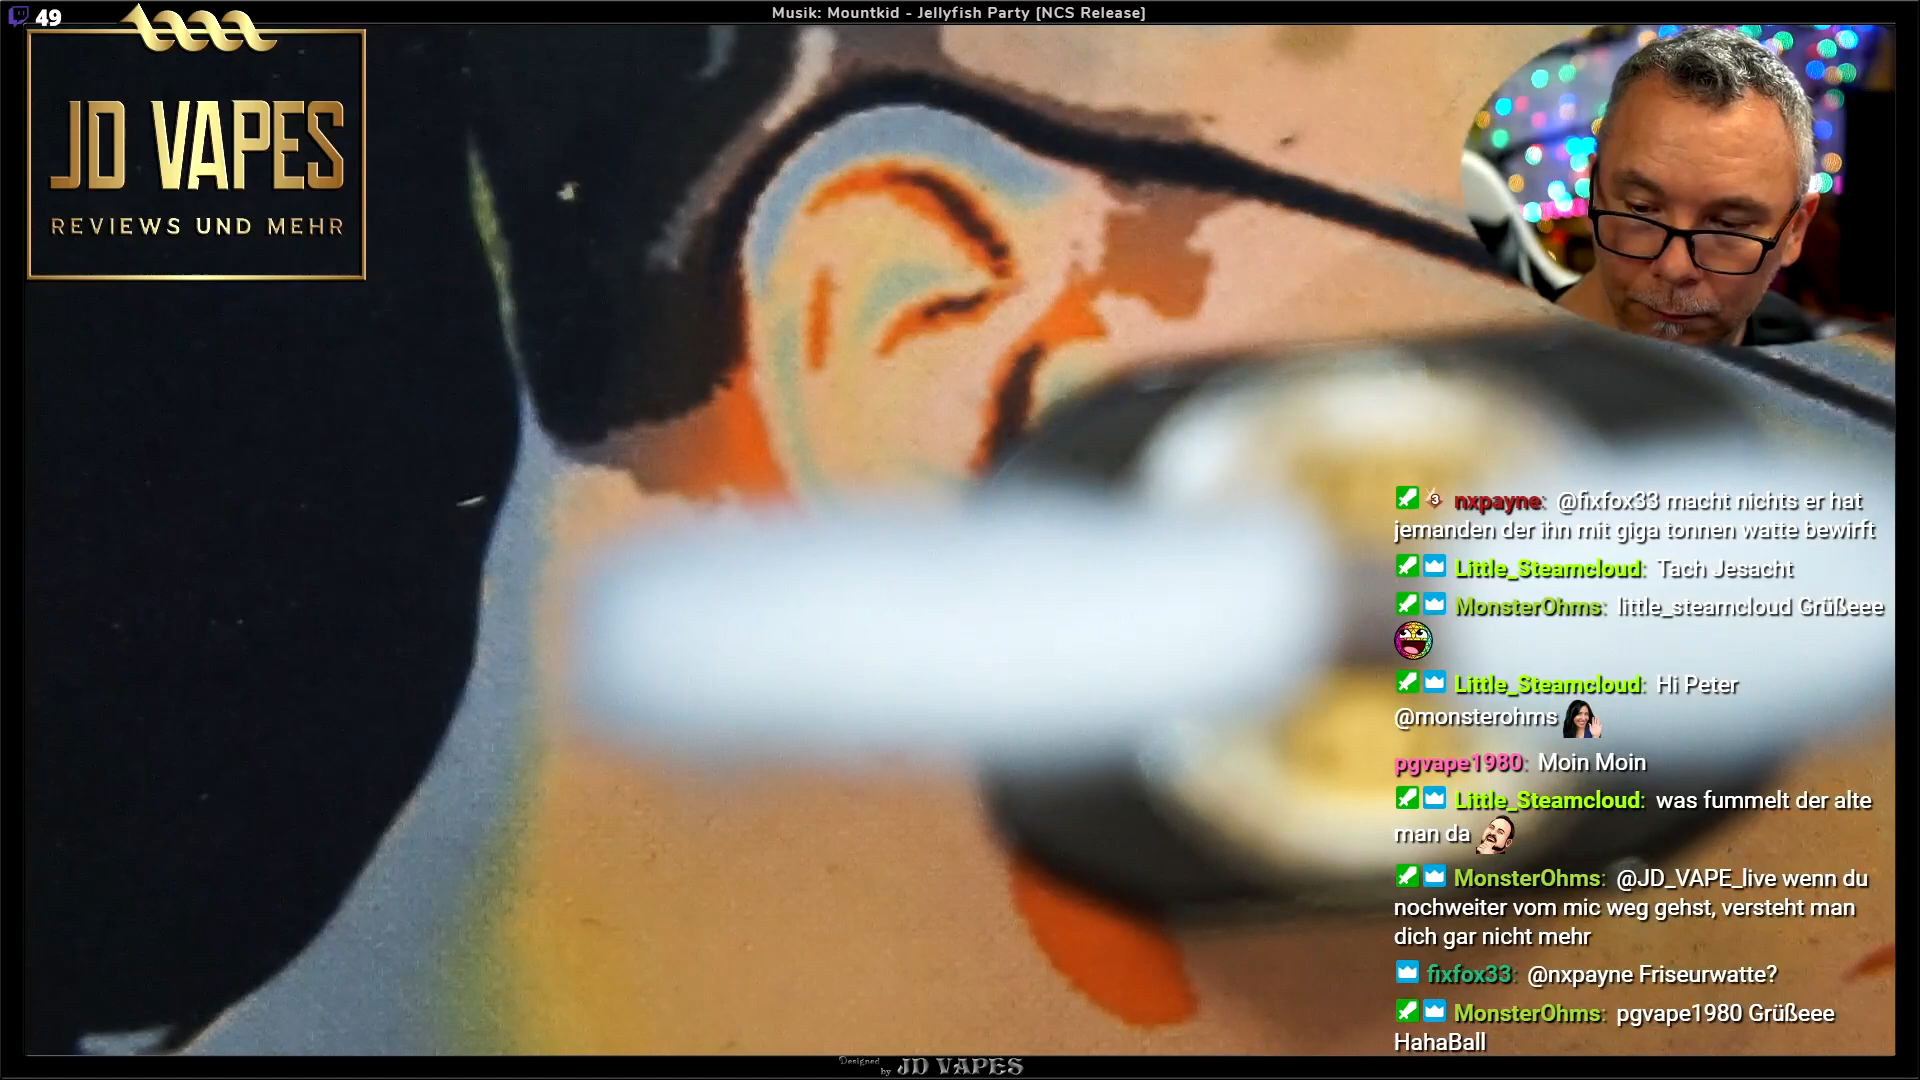 49
Musik: Mountkid - Jellyfish Party [NCS Release]
JD VAPES
REVIEWS UND MEHR
nxpayne: @fixfox33 macht nichts er hat
jemanden der ihn mit giga tonnen watte bewirft
Little_Steamcloud: Tach Jesacht
MonsterOhms: little_steamcloud Grüßeee
Little_Steamcloud: Hi Peter
@monsterohms
pgvape1980: Moin Moin
Little_Steamcloud: was fummelt der alte
man da
MonsterOhms: @JD_VAPE_live wenn du
nochweiter vom mic weg gehst, versteht man
dich gar nicht mehr
fixfox33: @nxpayne Friseurwatte?
MonsterOhms: pgvape1980 Grüßeee
HahaBall
Designed
by JD VAPES